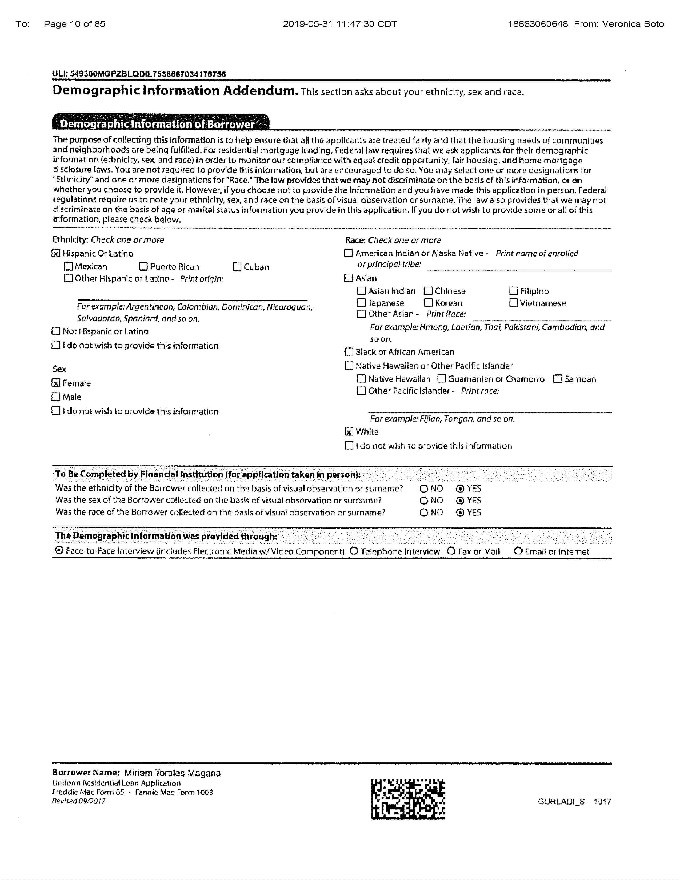 To: Page 10 of 85 2019-05-31 11:47:30 CDT 18663060648 From: Veronica Soto
Demographic Information Addendum. This section asks about your ethnicity, sex and race.
Demographic Information of Borrower
The purpose of collecting this information is to help ensure that all the applicants are treated fairly and that the housing needs of communities
and neighborhoods are being fulfilled. For residential mortgage lending, Federal law requires that we ask applicants for their demographic
information (ethnicity, sex, and race) in order to monitor our compliance with equal credit opportunity, fair housing, and home mortgage
disclosure laws. You are not required to provide this information, but are encouraged to do so. You may select one or more designations for
"Ethnicity" and one or more designations for "Race." The law provides that we may not discriminate on the basis of this information, or on
whether you choose to provide it. However, if you choose not to provide the information and you have made this application in person, Federal
regulations require us to note your ethnicity, sex, and race on the basis of visual observation or surname. The law also provides that we may not
discriminate on the basis of age or marital status information you provide in this application. If you do not wish to provide some or all of this
information, please check below.
Ethnicity: Check one or more
Hispanic Or Latino
Mexican Puerto Rican Cuban
Other Hispanic or Latino - Print origin:
For example: Argentinean, Colombian, Dominican, Nicaraguan,
Salvadoran, Spaniard, and so on.
Not Hispanic or Latino
I do not wish to provide this information
Sex
Female
Male
I do not wish to provide this information
Race: Check one or more
American Indian or Alaska Native - Print name of enrolled
or principal tribe:
Asian
Asian Indian Chinese Filipino
Japanese Korean Vietnamese
Other Asian - Print Race:
For example: Hmong, Laotian, Thai, Pakistani, Cambodian, and
so on.
Black or African American
Native Hawaiian or Other Pacific Islander
Native Hawaiian Guamanian or Chamorro Samoan
Other Pacific Islander - Print race:
For example: Fijian, Tongan, and so on.
White
I do not wish to provide this information
To Be Completed by Financial Institution (for application taken in person):
Was the ethnicity of the Borrower collected on the basis of visual observation or surname? NO YES
Was the sex of the Borrower collected on the basis of visual observation or surname? NO YES
Was the race of the Borrower collected on the basis of visual observation or surname? NO YES
The Demographic Information was provided through:
Face-to-Face Interview (includes Electronic Media w/ Video Component) Telephone Interview Fax or Mail Email or Internet
Borrower Name: Miriam Magana
Uniform Residential Loan Application
Freddie Mac Form 65 - Fannie Mae Form 1003
Revised 09/2017
1017